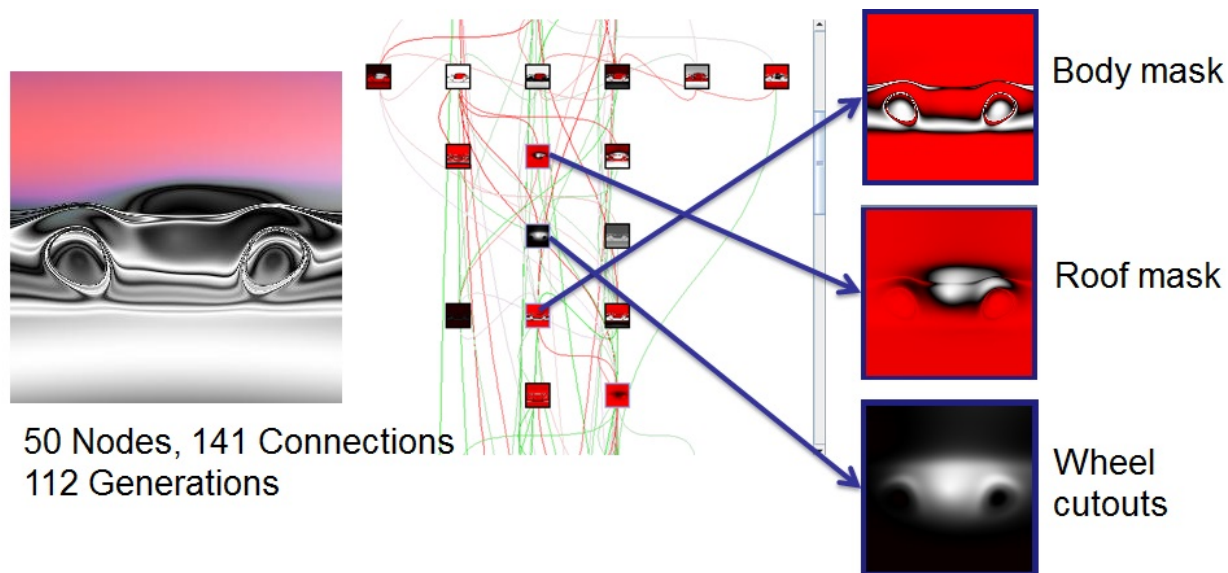 Body mask
Roof mask
50 Nodes, 141 Connections
112 Generations
Wheel
cutouts